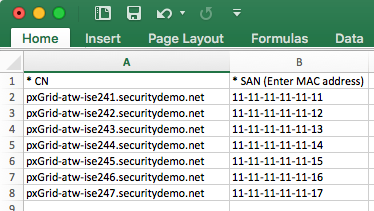 Home Insert Page Layout Formulas Data
A B
1 * CN * SAN (Enter MAC address)
2 pxGrid-atw-ise241.securitydemo.net 11-11-11-11-11-11
3 pxGrid-atw-ise242.securitydemo.net 11-11-11-11-11-12
4 pxGrid-atw-ise243.securitydemo.net 11-11-11-11-11-13
5 pxGrid-atw-ise244.securitydemo.net 11-11-11-11-11-14
6 pxGrid-atw-ise245.securitydemo.net 11-11-11-11-11-15
7 pxGrid-atw-ise246.securitydemo.net 11-11-11-11-11-16
8 pxGrid-atw-ise247.securitydemo.net 11-11-11-11-11-17
9